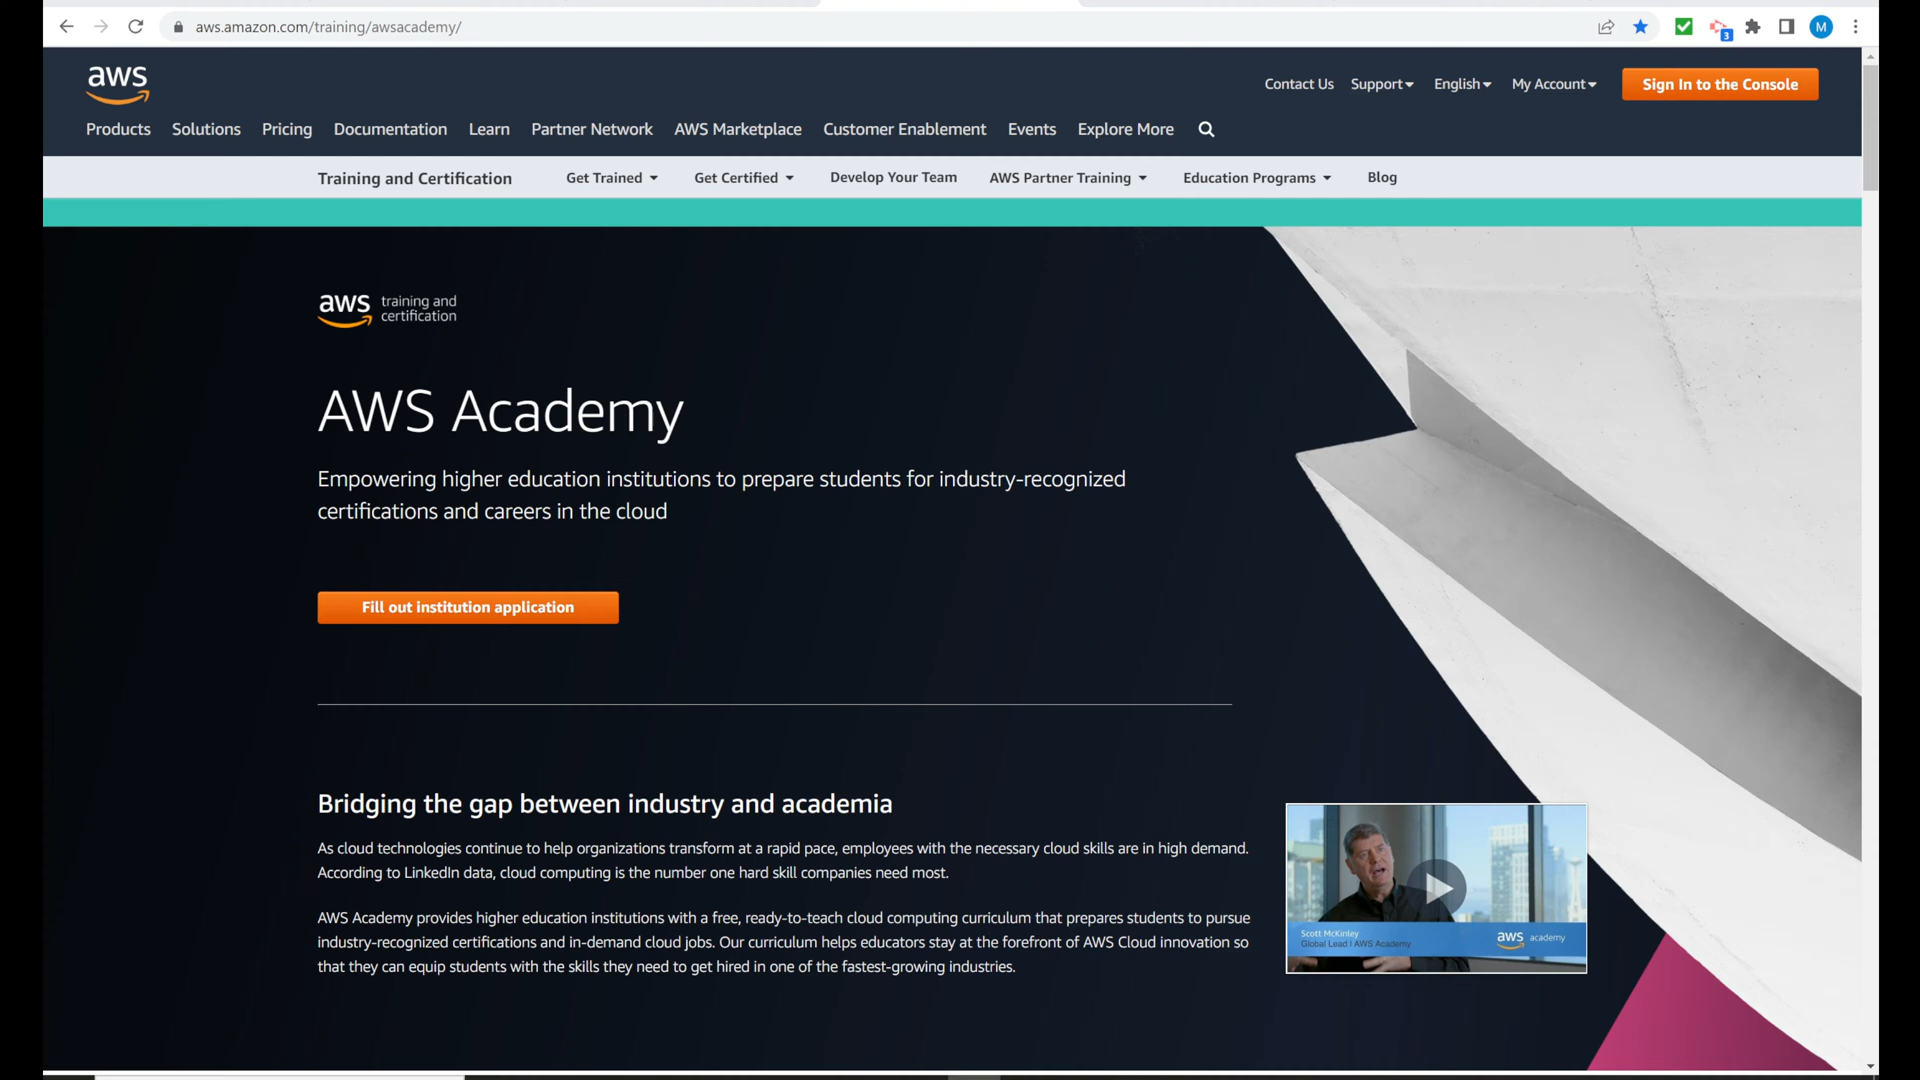 aws.amazon.com/training/awsacademy/
3
M
aws
Contact Us Support English My Account Sign In to the Console
Products Solutions Pricing Documentation Learn Partner Network AWS Marketplace Customer Enablement Events Explore More
Training and Certification Get Trained Get Certified Develop Your Team AWS Partner Training Education Programs Blog
aws training and
certification
AWS Academy
Empowering higher education institutions to prepare students for industry-recognized
certifications and careers in the cloud
Fill out institution application
Bridging the gap between industry and academia
As cloud technologies continue to help organizations transform at a rapid pace, employees with the necessary cloud skills are in high demand.
According to LinkedIn data, cloud computing is the number one hard skill companies need most.
AWS Academy provides higher education institutions with a free, ready-to-teach cloud computing curriculum that prepares students to pursue
industry-recognized certifications and in-demand cloud jobs. Our curriculum helps educators stay at the forefront of AWS Cloud innovation so
that they can equip students with the skills they need to get hired in one of the fastest-growing industries.
Scott McKinley
Global Lead | AWS Academy
aws academy